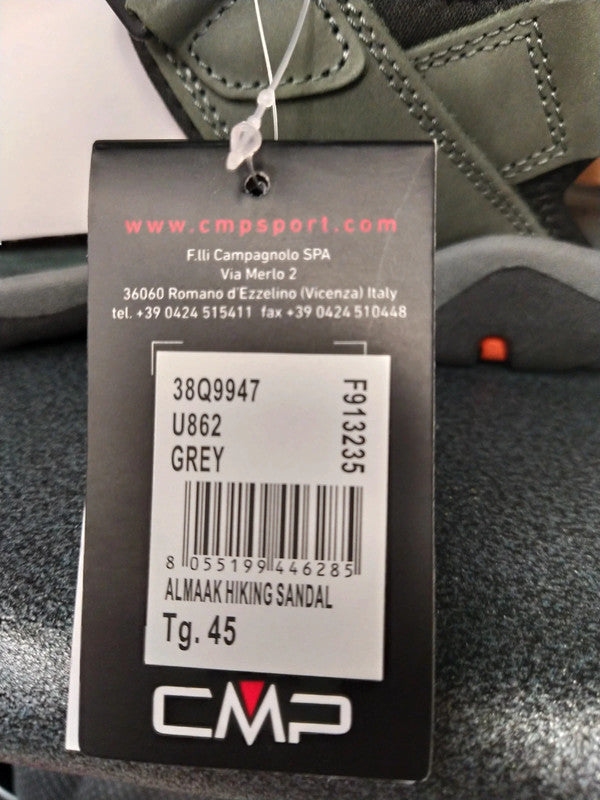 www.cmpsport.com
F.lli Campagnolo SPA
Via Merlo 2
36060 Romano d'Ezzelino (Vicenza) Italy
tel. +39 0424 515411 fax +39 0424 510448
38Q9947
U862
GREY
F913235
8 055199 446285
ALMAAK HIKING SANDAL
Tg. 45
CMP